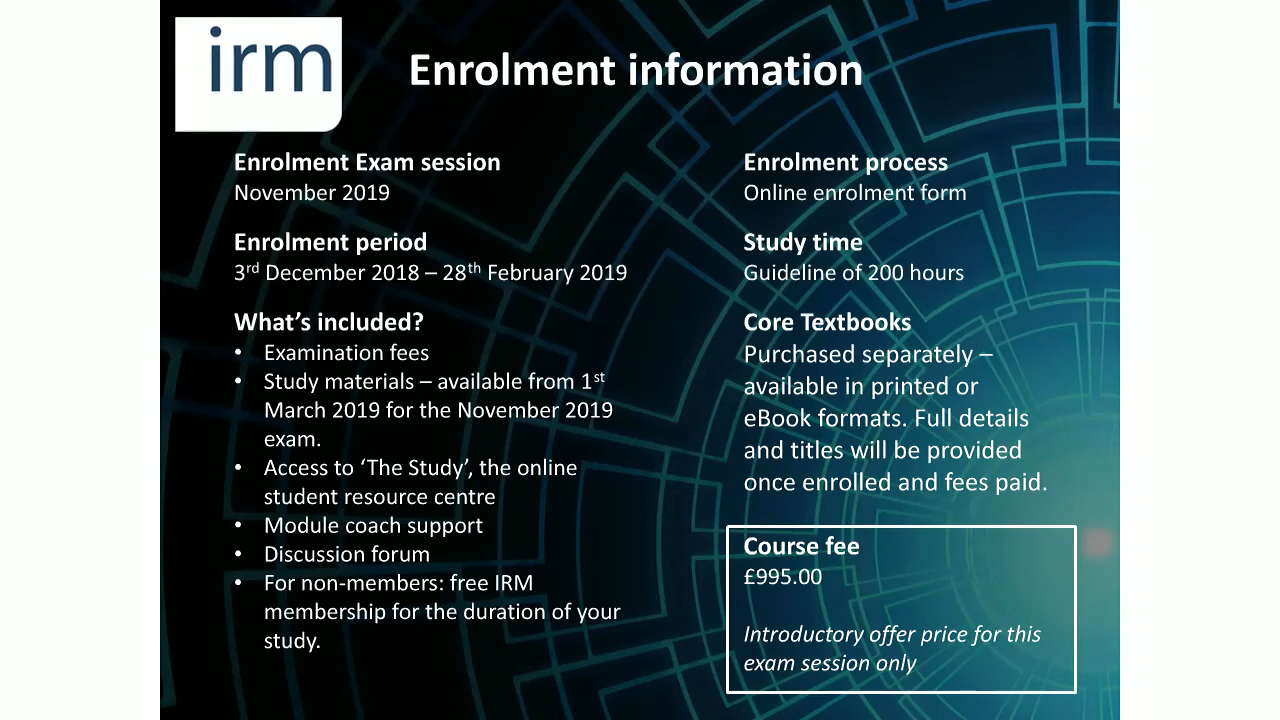 irm
Enrolment information
Enrolment Exam session
November 2019
Enrolment period
3rd December 2018 – 28th February 2019
What’s included?
• Examination fees
• Study materials – available from 1st
March 2019 for the November 2019
exam.
• Access to ‘The Study’, the online
student resource centre
• Module coach support
• Discussion forum
• For non-members: free IRM
membership for the duration of your
study.
Enrolment process
Online enrolment form
Study time
Guideline of 200 hours
Core Textbooks
Purchased separately –
available in printed or
eBook formats. Full details
and titles will be provided
once enrolled and fees paid.
Course fee
£995.00
Introductory offer price for this
exam session only